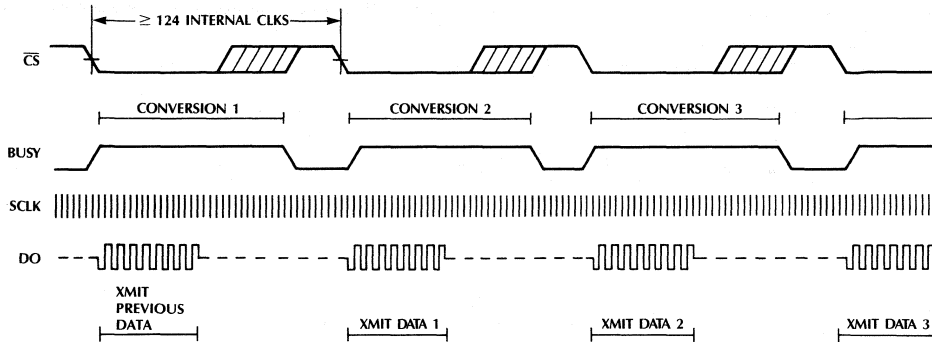 ≥ 124 INTERNAL CLKS
CS
CONVERSION 1
CONVERSION 2
CONVERSION 3
BUSY
SCLK
DO
XMIT
PREVIOUS
DATA
XMIT DATA 1
XMIT DATA 2
XMIT DATA 3